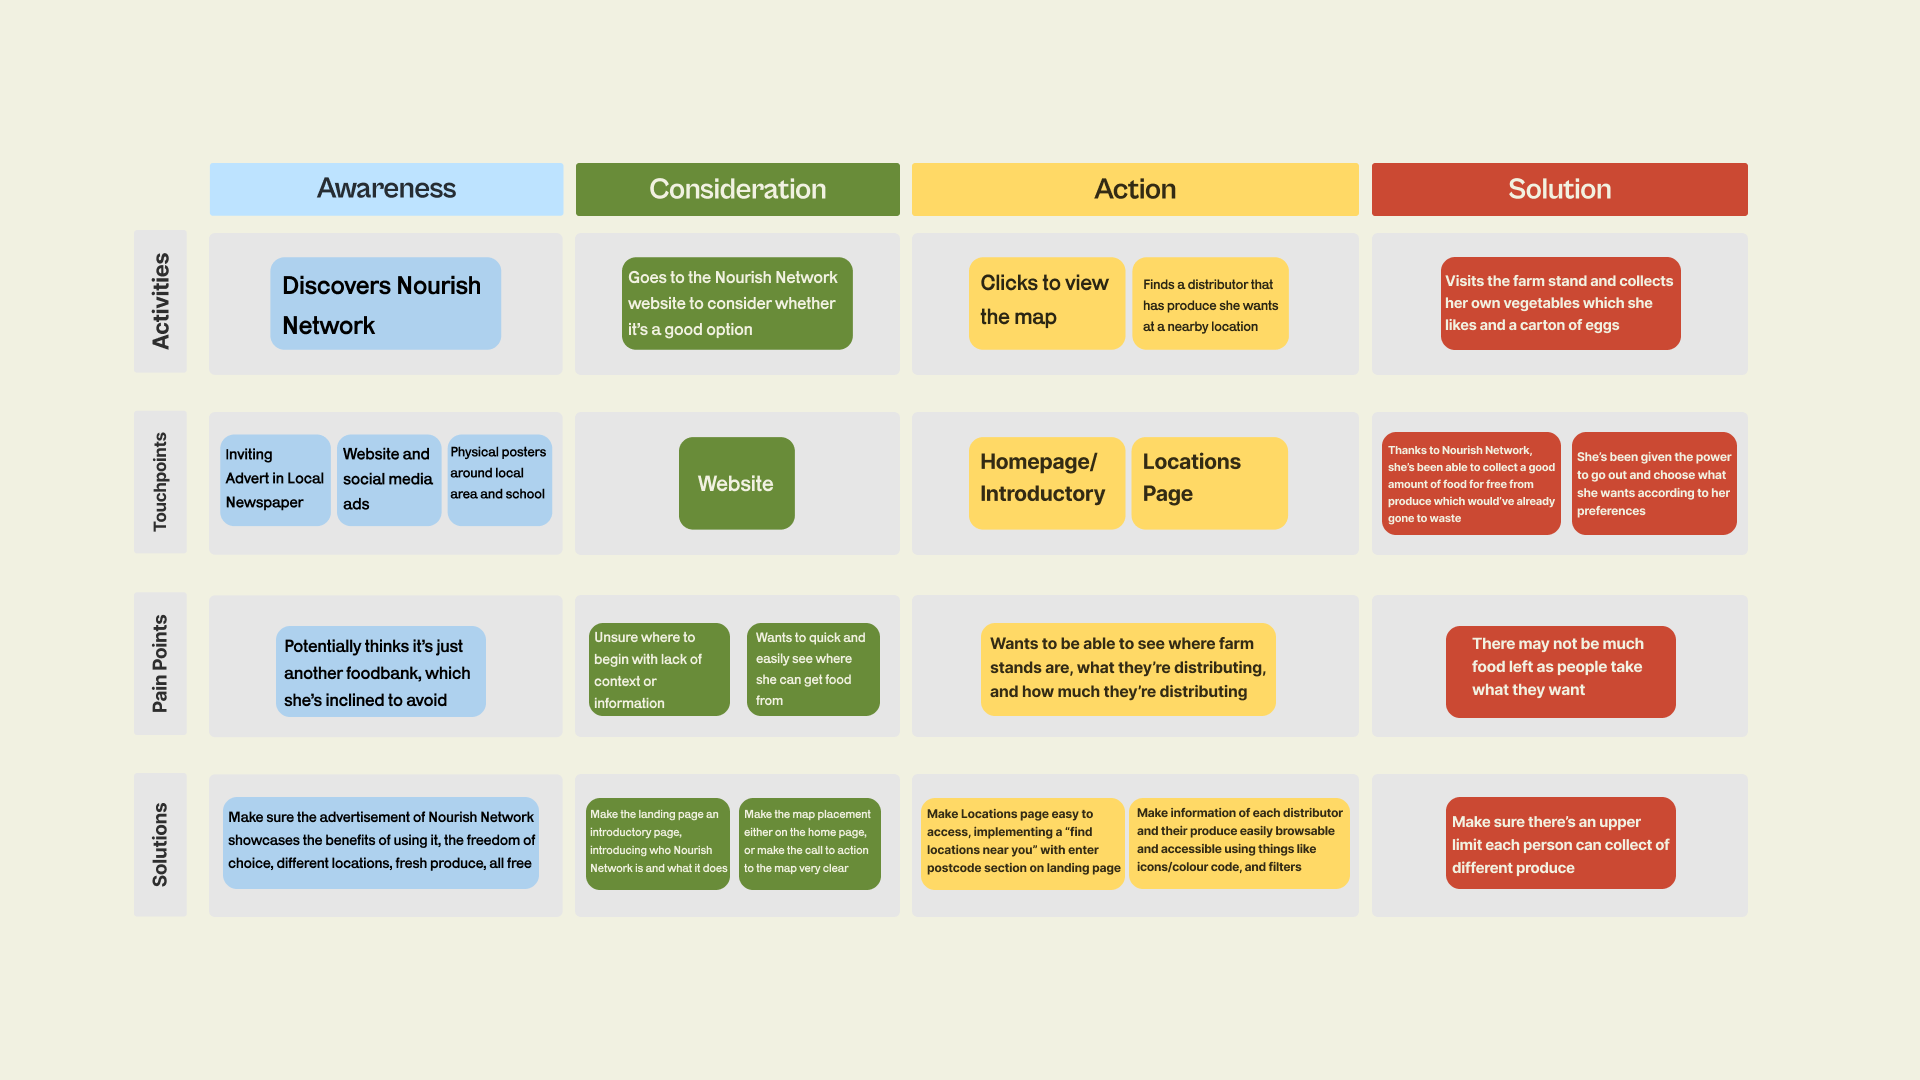 Awareness
Consideration
Action
Solution
Activities
Discovers Nourish
Network
Goes to the Nourish Network
website to consider whether
it's a good option
Clicks to view
the map
Finds a distributor that
has produce she wants
at a nearby location
Visits the farm stand and collects
her own vegetables which she
likes and a carton of eggs
Touchpoints
Inviting
Advert in Local
Newspaper
Website and
social media
ads
Physical posters
around local
area and school
Website
Homepage/
Introductory
Locations
Page
Thanks to Nourish Network,
she's been able to collect a good
amount of food for free from
produce which would've already
gone to waste
She's been given the power
to go out and choose what
she wants according to her
preferences
Pain Points
Potentially thinks it's just
another foodbank, which
she's inclined to avoid
Unsure where to
begin with lack of
context or
information
Wants to quick and
easily see where
she can get food
from
Wants to be able to see where farm
stands are, what they're distributing,
and how much they're distributing
There may not be much
food left as people take
what they want
Solutions
Make sure the advertisement of Nourish Network
showcases the benefits of using it, the freedom of
choice, different locations, fresh produce, all free
Make the landing page an
introductory page,
introducing who Nourish
Network is and what it does
Make the map placement
either on the home page,
or make the call to action
to the map very clear
Make Locations page easy to
access, implementing a "find
locations near you" with enter
postcode section on landing page
Make information of each distributor
and their produce easily browsable
and accessible using things like
icons/colour code, and filters
Make sure there's an upper
limit each person can collect of
different produce